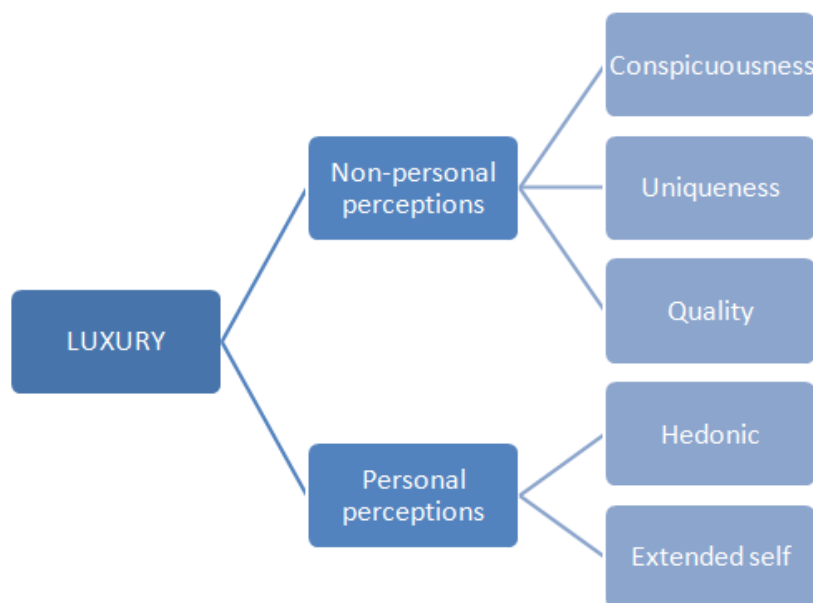 LUXURY
Non-personal
perceptions
Conspicuousness
Uniqueness
Quality
Personal
perceptions
Hedonic
Extended self